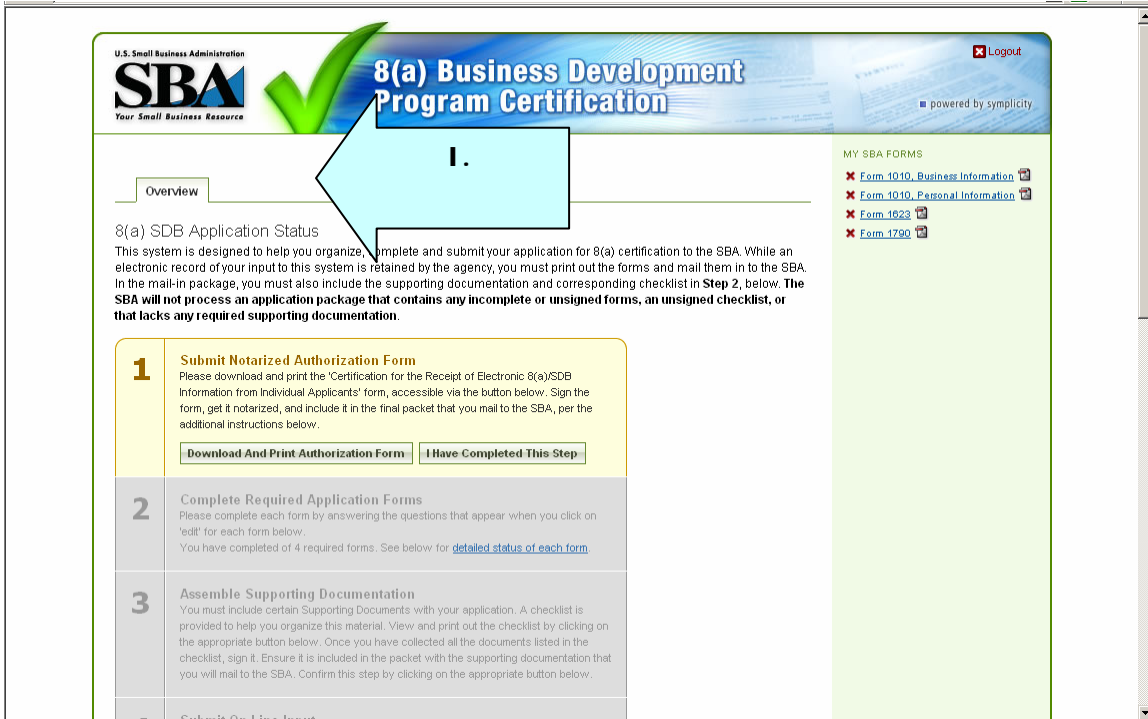 U.S. Small Business Administration
SBA
Your Small Business Resource
8(a) Business Development
Program Certification
Logout
powered by symplicity
I.
Overview
MY SBA FORMS
Form 1010, Business Information
Form 1010, Personal Information
Form 1623
Form 1790
8(a) SDB Application Status
This system is designed to help you organize, complete and submit your application for 8(a) certification to the SBA. While an
electronic record of your input to this system is retained by the agency, you must print out the forms and mail them in to the SBA.
In the mail-in package, you must also include the supporting documentation and corresponding checklist in Step 2, below. The
SBA will not process an application package that contains any incomplete or unsigned forms, an unsigned checklist, or
that lacks any required supporting documentation.
1
Submit Notarized Authorization Form
Please download and print the 'Certification for the Receipt of Electronic 8(a)/SDB
Information from Individual Applicants' form, accessible via the button below. Sign the
form, get it notarized, and include it in the final packet that you mail to the SBA, per the
additional instructions below.
Download And Print Authorization Form
I Have Completed This Step
2
Complete Required Application Forms
Please complete each form by answering the questions that appear when you click on
'edit' for each form below.
You have completed of 4 required forms. See below for detailed status of each form.
3
Assemble Supporting Documentation
You must include certain Supporting Documents with your application. A checklist is
provided to help you organize this material. View and print out the checklist by clicking on
the appropriate button below. Once you have collected all the documents listed in the
checklist, sign it. Ensure it is included in the packet with the supporting documentation that
you will mail to the SBA. Confirm this step by clicking on the appropriate button below.
Submit On-Line Input